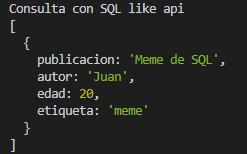 Consulta con SQL like api
[
  {
    publicacion: 'Meme de SQL',
    autor: 'Juan',
    edad: 20,
    etiqueta: 'meme'
  }
]